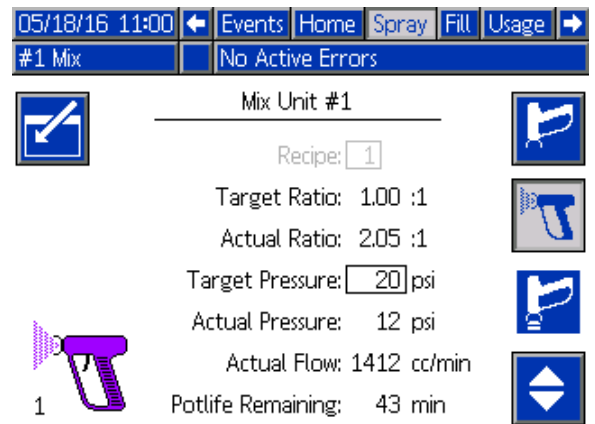 05/18/16 11:00 Events Home Spray Fill Usage
#1 Mix No Active Errors
Mix Unit #1
Recipe: 1
Target Ratio: 1.00 :1
Actual Ratio: 2.05 :1
Target Pressure: 20 psi
Actual Pressure: 12 psi
Actual Flow: 1412 cc/min
1 Potlife Remaining: 43 min